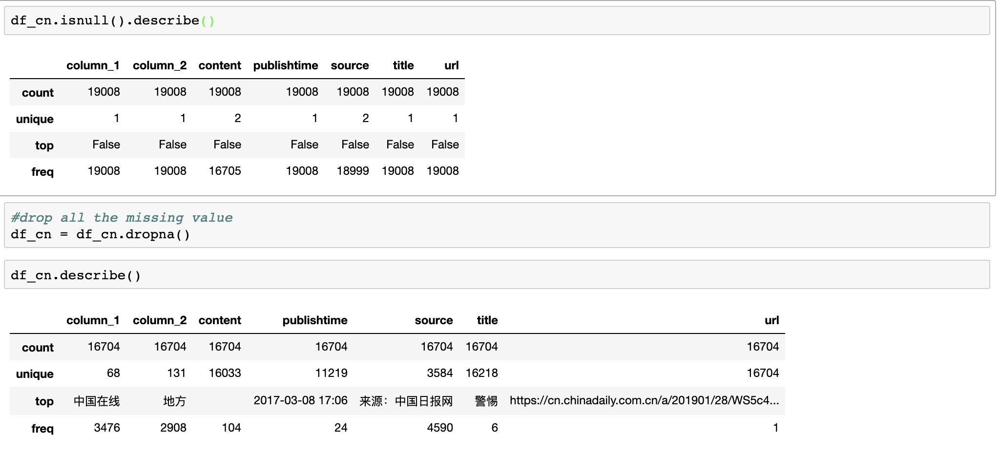 df_cn.isnull().describe()
column_1 column_2 content publishtime source title url
count 19008 19008 19008 19008 19008 19008 19008
unique 1 1 2 1 2 1 1
top False False False False False False False
freq 19008 19008 16705 19008 18999 19008 19008
#drop all the missing value
df_cn = df_cn.dropna()
df_cn.describe()
column_1 column_2 content publishtime source title url
count 16704 16704 16704 16704 16704 16704 16704
unique 68 131 16033 11219 3584 16218 16704
top 中国在线 地方 2017-03-08 17:06 来源：中国日报网 警惕 https://cn.chinadaily.com.cn/a/201901/28/WS5c4...
freq 3476 2908 104 24 4590 6 1